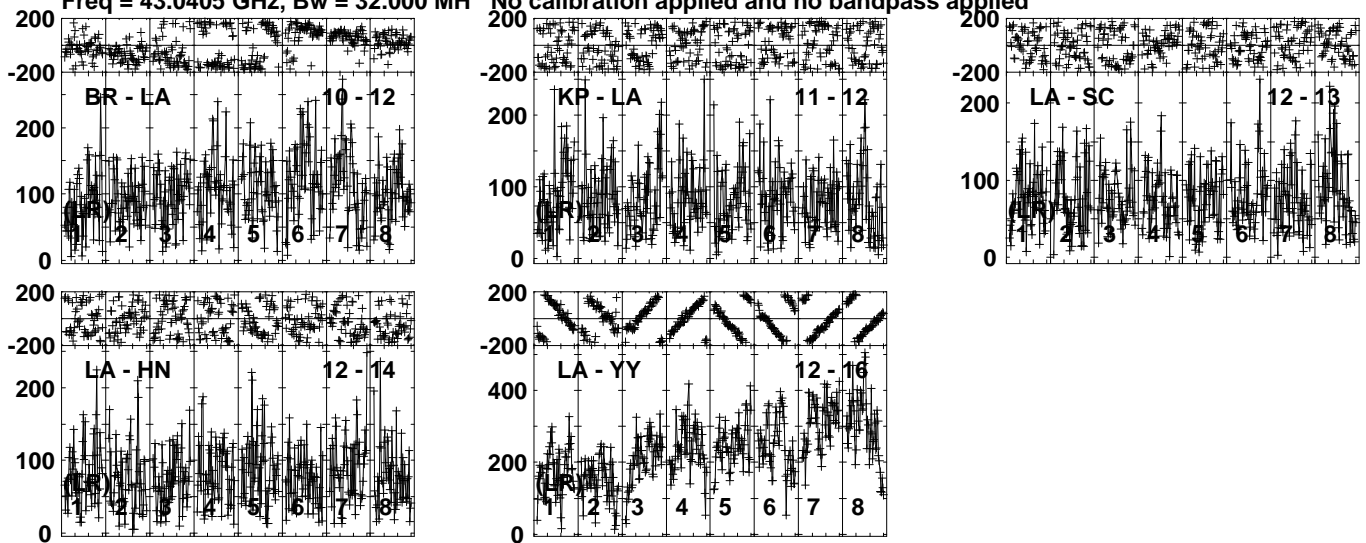 Freq = 43.0405 GHz, Bw = 32.000 MH No calibration applied and no bandpass applied
200
-200
BR - LA 10 - 12
200
100
0
(LR)
1 2 3 4 5 6 7 8
200
-200
KP - LA 11 - 12
200
100
0
(LR)
1 2 3 4 5 6 7 8
200
-200
LA - SC 12 - 13
200
100
0
(LR)
1 2 3 4 5 6 7 8
200
-200
LA - HN 12 - 14
200
100
0
(LR)
1 2 3 4 5 6 7 8
200
-200
LA - YY 12 - 16
400
200
0
(LR)
1 2 3 4 5 6 7 8